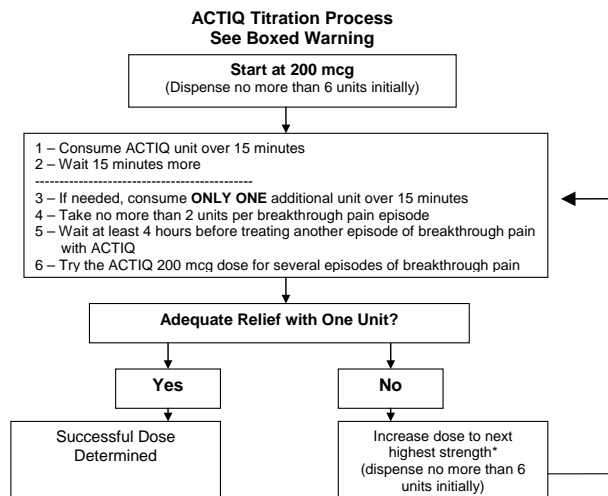 ACTIQ Titration Process
See Boxed Warning
Start at 200 mcg
(Dispense no more than 6 units initially)
1 – Consume ACTIQ unit over 15 minutes
2 – Wait 15 minutes more
--------------------------------------------
3 – If needed, consume ONLY ONE additional unit over 15 minutes
4 – Take no more than 2 units per breakthrough pain episode
5 – Wait at least 4 hours before treating another episode of breakthrough pain
with ACTIQ
6 – Try the ACTIQ 200 mcg dose for several episodes of breakthrough pain
Adequate Relief with One Unit?
Yes
No
Successful Dose
Determined
Increase dose to next
highest strength*
(dispense no more than 6
units initially)